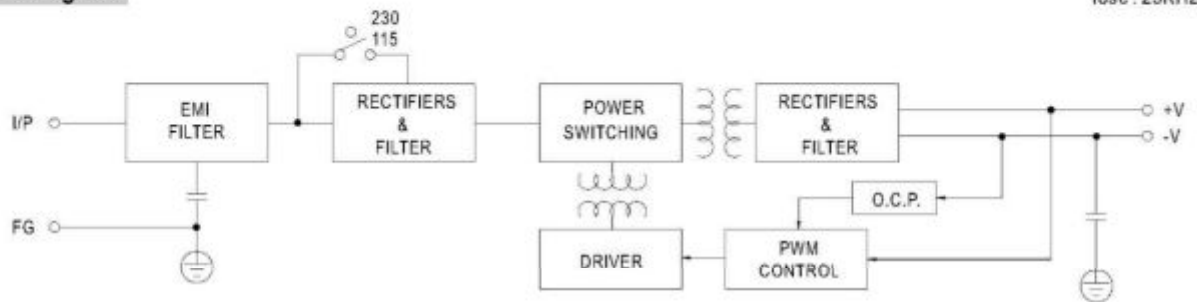 230
115
I/P
EMI
FILTER
RECTIFIERS
&
FILTER
POWER
SWITCHING
RECTIFIERS
&
FILTER
+V
-V
O.C.P.
FG
DRIVER
PWM
CONTROL